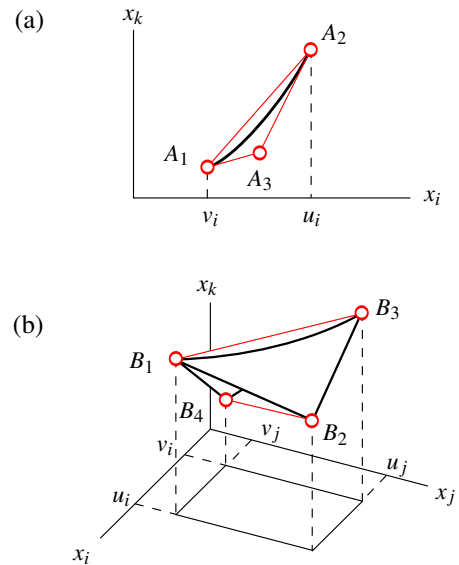 (a)
x_k
A_2
A_1
A_3
x_i
v_i
u_i
x_k
(b)
B_3
B_1
B_4
B_2
v_j
v_i
u_j
u_i
x_j
x_i